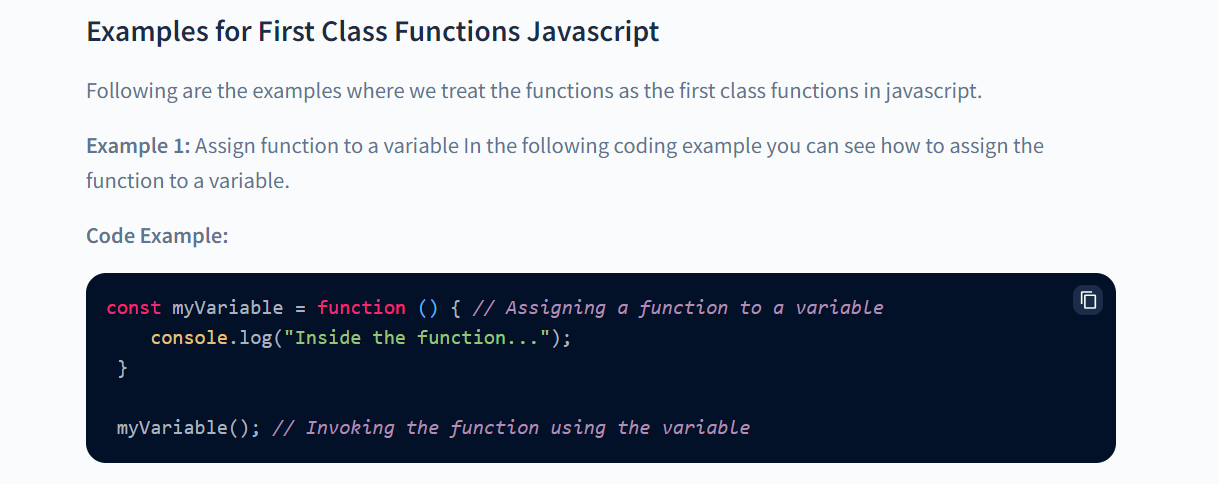 Examples for First Class Functions Javascript
Following are the examples where we treat the functions as the first class functions in javascript.
Example 1: Assign function to a variable In the following coding example you can see how to assign the
function to a variable.
Code Example:
const myVariable = function () { // Assigning a function to a variable
    console.log("Inside the function...");
 }
 myVariable(); // Invoking the function using the variable